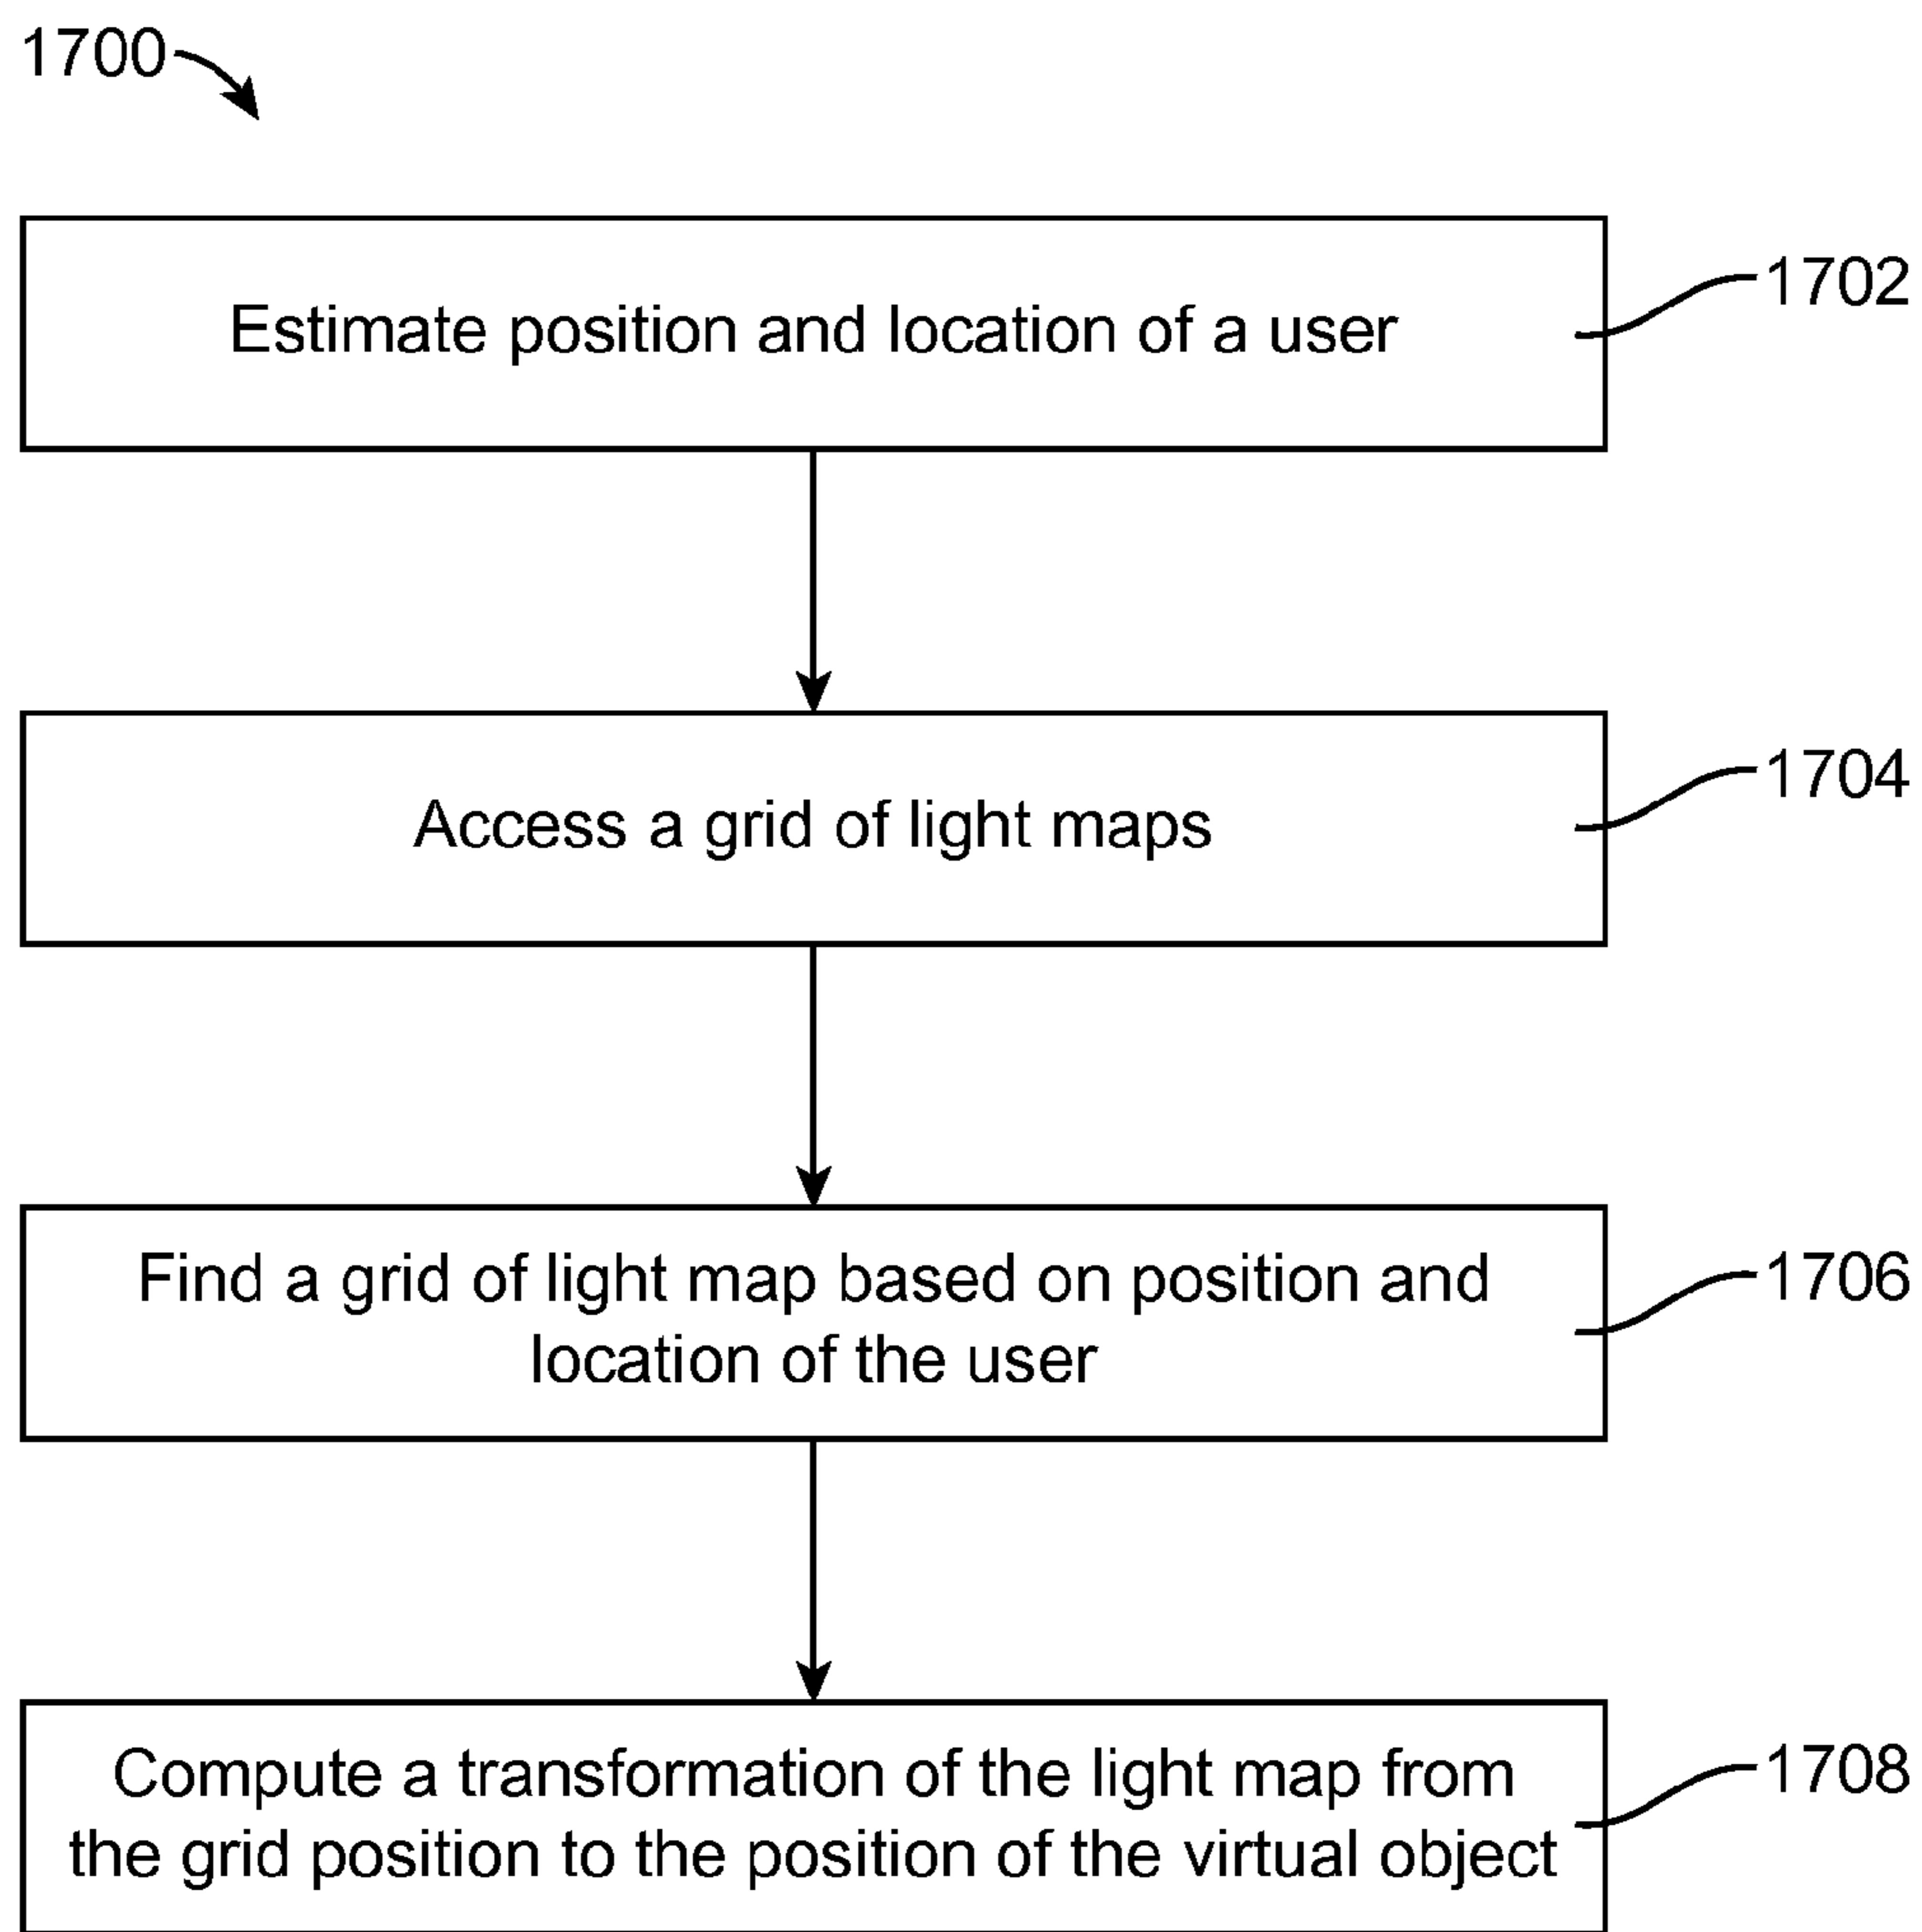 1700
Estimate position and location of a user
1702
Access a grid of light maps
1704
Find a grid of light map based on position and
location of the user
1706
Compute a transformation of the light map from
the grid position to the position of the virtual object
1708